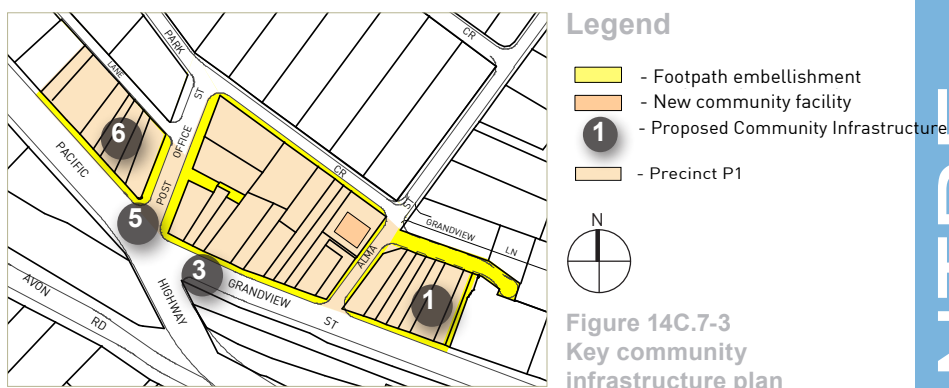 PARK
CR
LANE
ST
OFFICE
POST
PACIFIC
HIGHWAY
AVON
RD
CR
ST
GRANDVIEW
LN
ALMA
GRANDVIEW
ST
6
5
3
1
Legend
- Footpath embellishment
- New community facility
1 - Proposed Community Infrastructure
- Precinct P1
N
Figure 14C.7-3
Key community
infrastructure plan